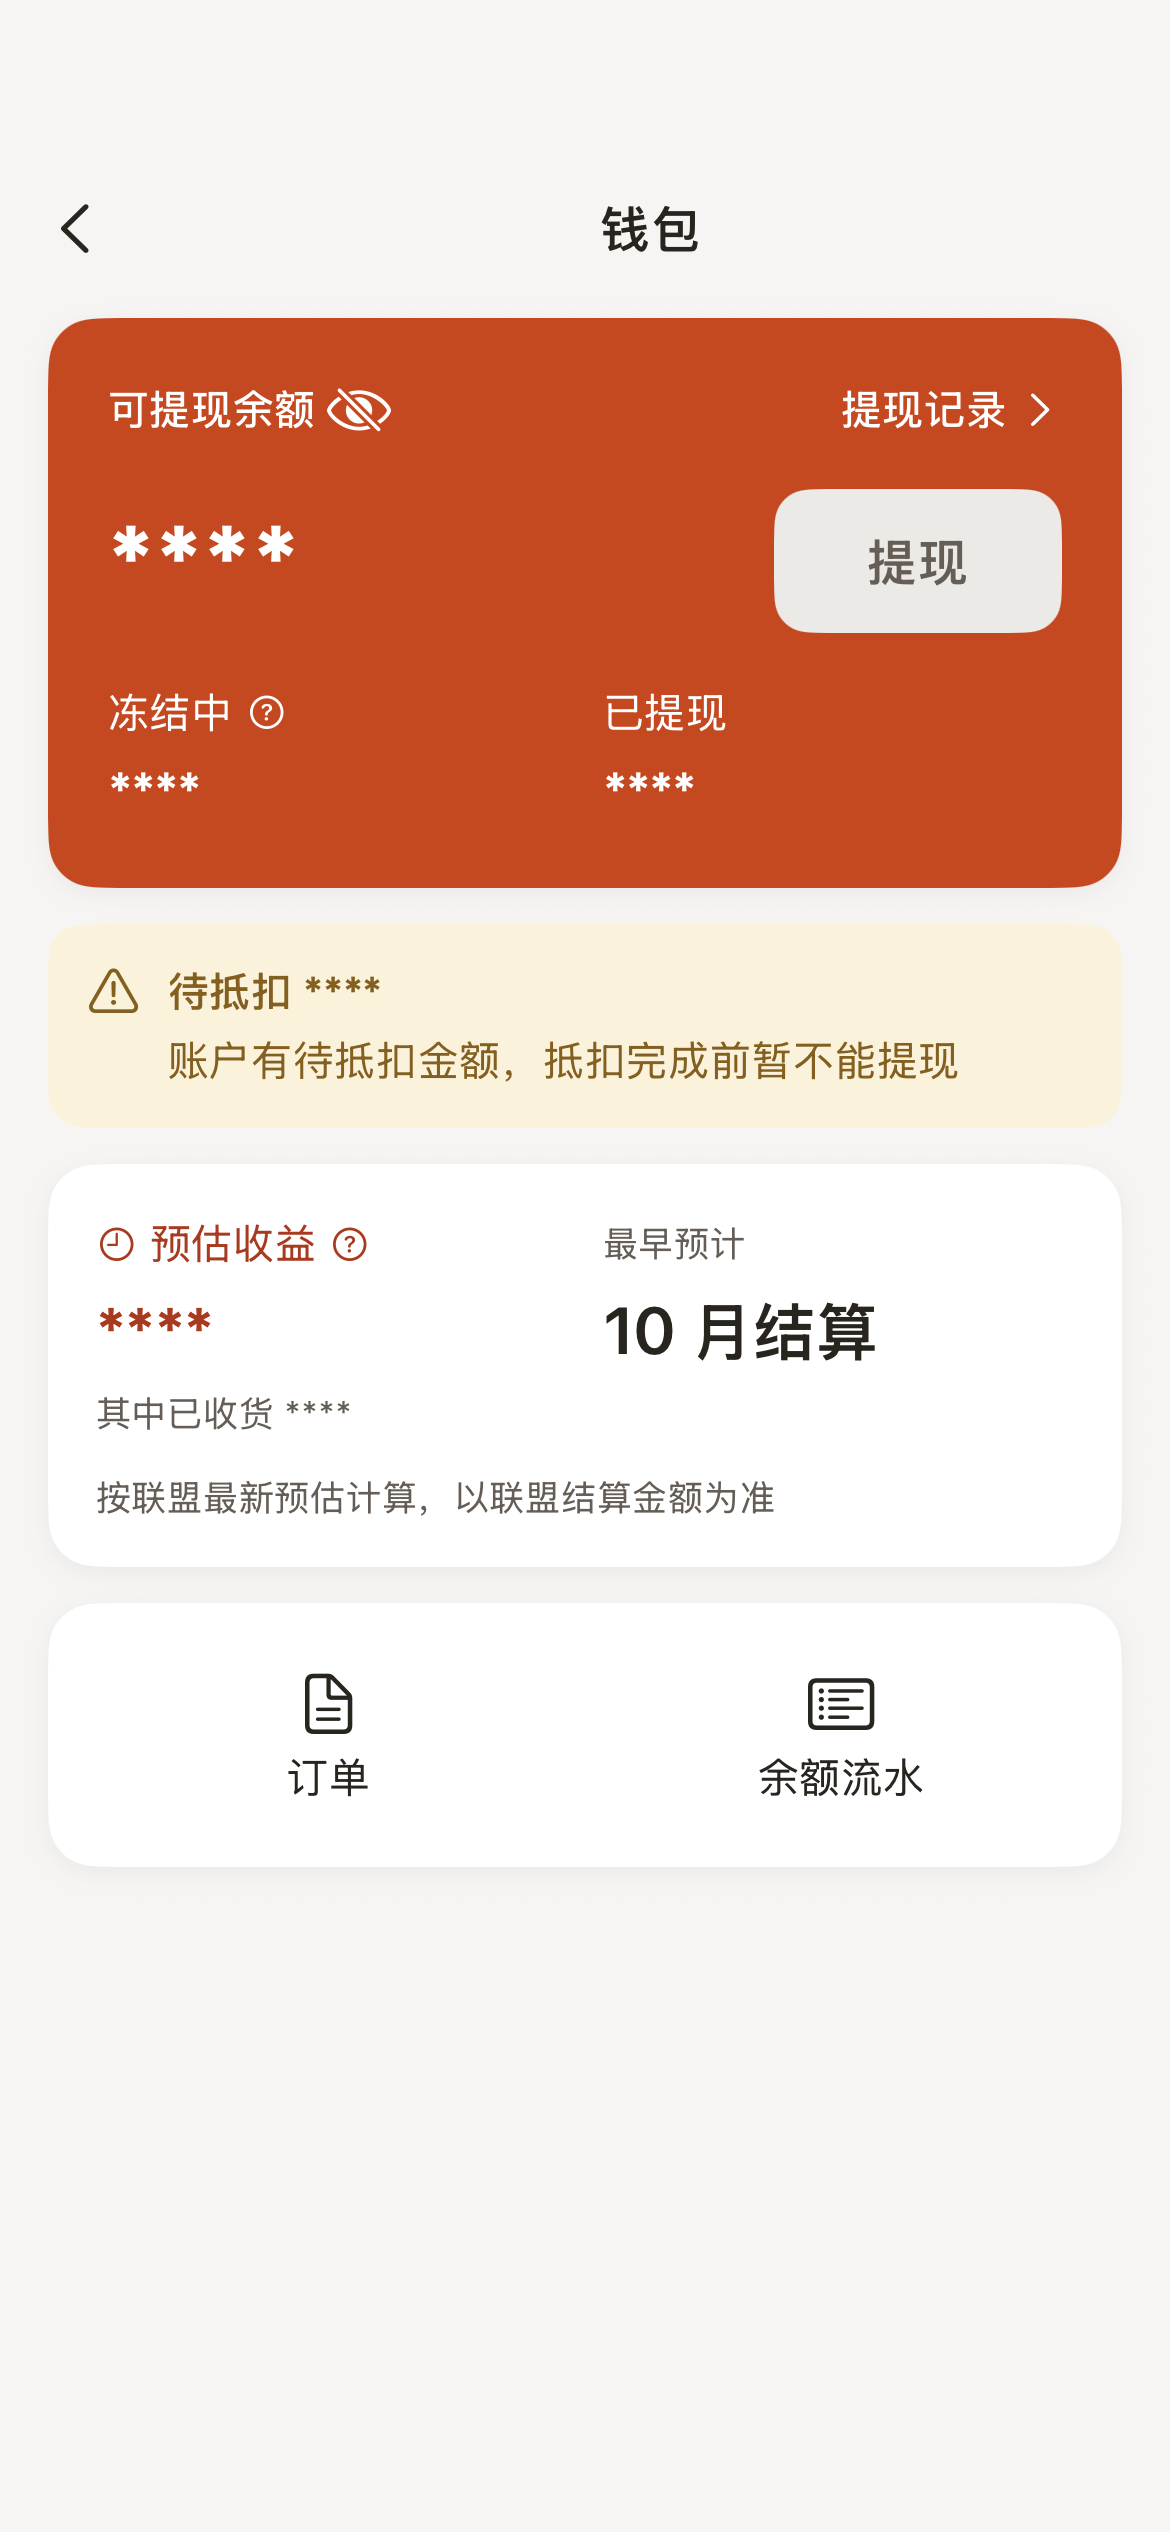 钱包
可提现余额
提现记录
****
提现
冻结中
已提现
****
****
待抵扣 ****
账户有待抵扣金额，抵扣完成前暂不能提现
预估收益
最早预计
****
10 月结算
其中已收货 ****
按联盟最新预估计算，以联盟结算金额为准
订单
余额流水